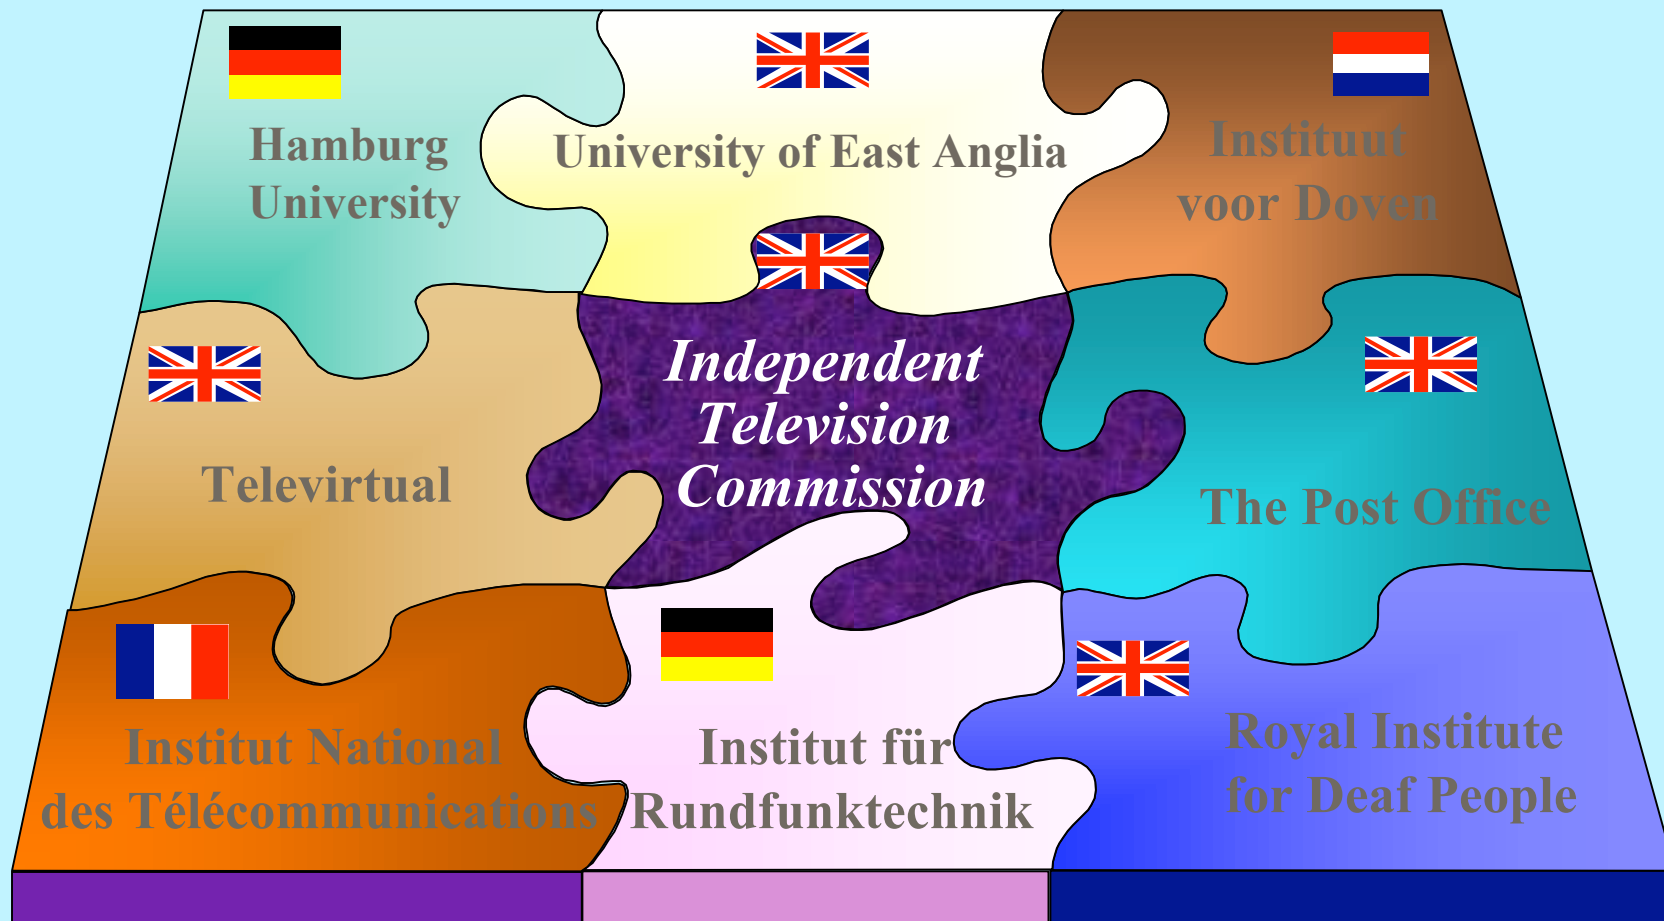 Hamburg
University
University of East Anglia
Instituut
voor Doven
Televirtual
Independent
Television
Commission
The Post Office
Institut National
des Télécommunications
Institut für
Rundfunktechnik
Royal Institute
for Deaf People